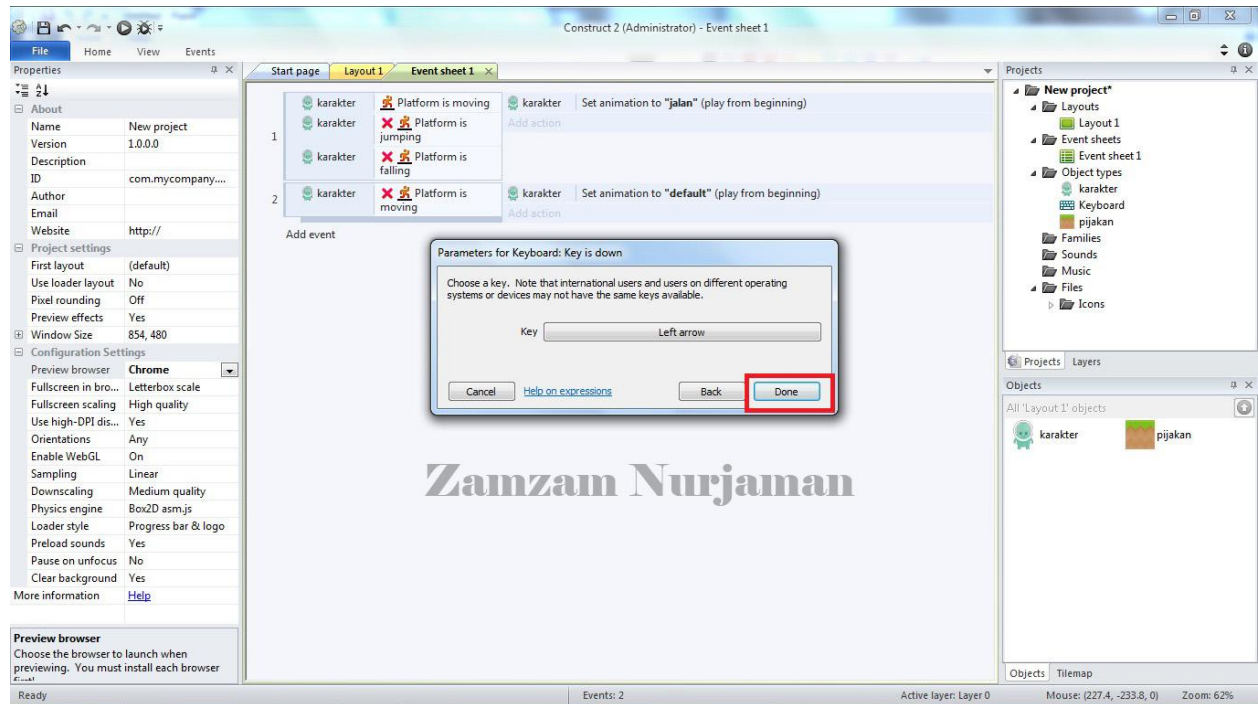 Construct 2 (Administrator) - Event sheet 1
File Home View Events
Properties
About
Name New project
Version 1.0.0.0
Description
ID com.mycompany....
Author
Email
Website http://
Project settings
First layout (default)
Use loader layout No
Pixel rounding Off
Preview effects Yes
Window Size 854, 480
Configuration Settings
Preview browser Chrome
Fullscreen in bro... Letterbox scale
Fullscreen scaling High quality
Use high-DPI dis... Yes
Orientations Any
Enable WebGL On
Sampling Linear
Downscaling Medium quality
Physics engine Box2D asm.js
Loader style Progress bar & logo
Preload sounds Yes
Pause on unfocus No
Clear background Yes
More information Help
Preview browser
Choose the browser to launch when
previewing. You must install each browser
Start page Layout 1 Event sheet 1
1
karakter Platform is moving karakter Set animation to "jalan" (play from beginning)
karakter Platform is Add action
jumping
karakter Platform is
falling
2
karakter Platform is karakter Set animation to "default" (play from beginning)
moving Add action
Add event
Parameters for Keyboard: Key is down
Choose a key. Note that international users and users on different operating
systems or devices may not have the same keys available.
Key Left arrow
Cancel Help on expressions Back Done
Zamzam Nurjaman
Projects
New project*
Layouts
Layout 1
Event sheets
Event sheet 1
Object types
karakter
Keyboard
pijakan
Families
Sounds
Music
Files
Icons
Projects Layers
Objects
All 'Layout 1' objects
karakter pijakan
Objects Tilemap
Ready Events: 2 Active layer: Layer 0 Mouse: (227.4, -233.8, 0) Zoom: 62%